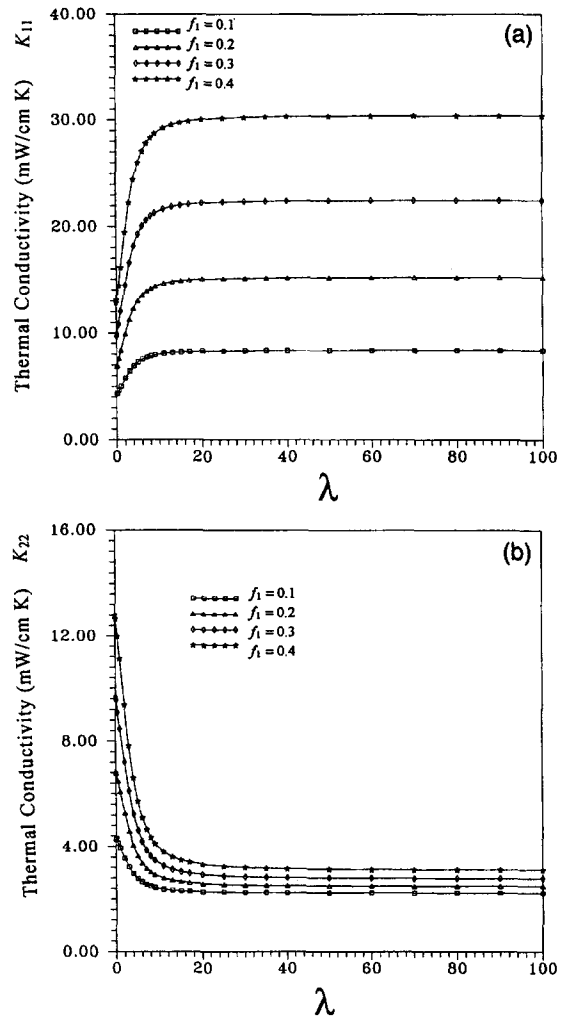 (a)
Thermal Conductivity (mW/cm K) K₁₁
40.00
30.00
20.00
10.00
0.00
f₁ = 0.1
f₁ = 0.2
f₁ = 0.3
f₁ = 0.4
0 20 40 60 80 100
λ
(b)
Thermal Conductivity (mW/cm K) K₂₂
16.00
12.00
8.00
4.00
0.00
f₁ = 0.1
f₁ = 0.2
f₁ = 0.3
f₁ = 0.4
0 20 40 60 80 100
λ